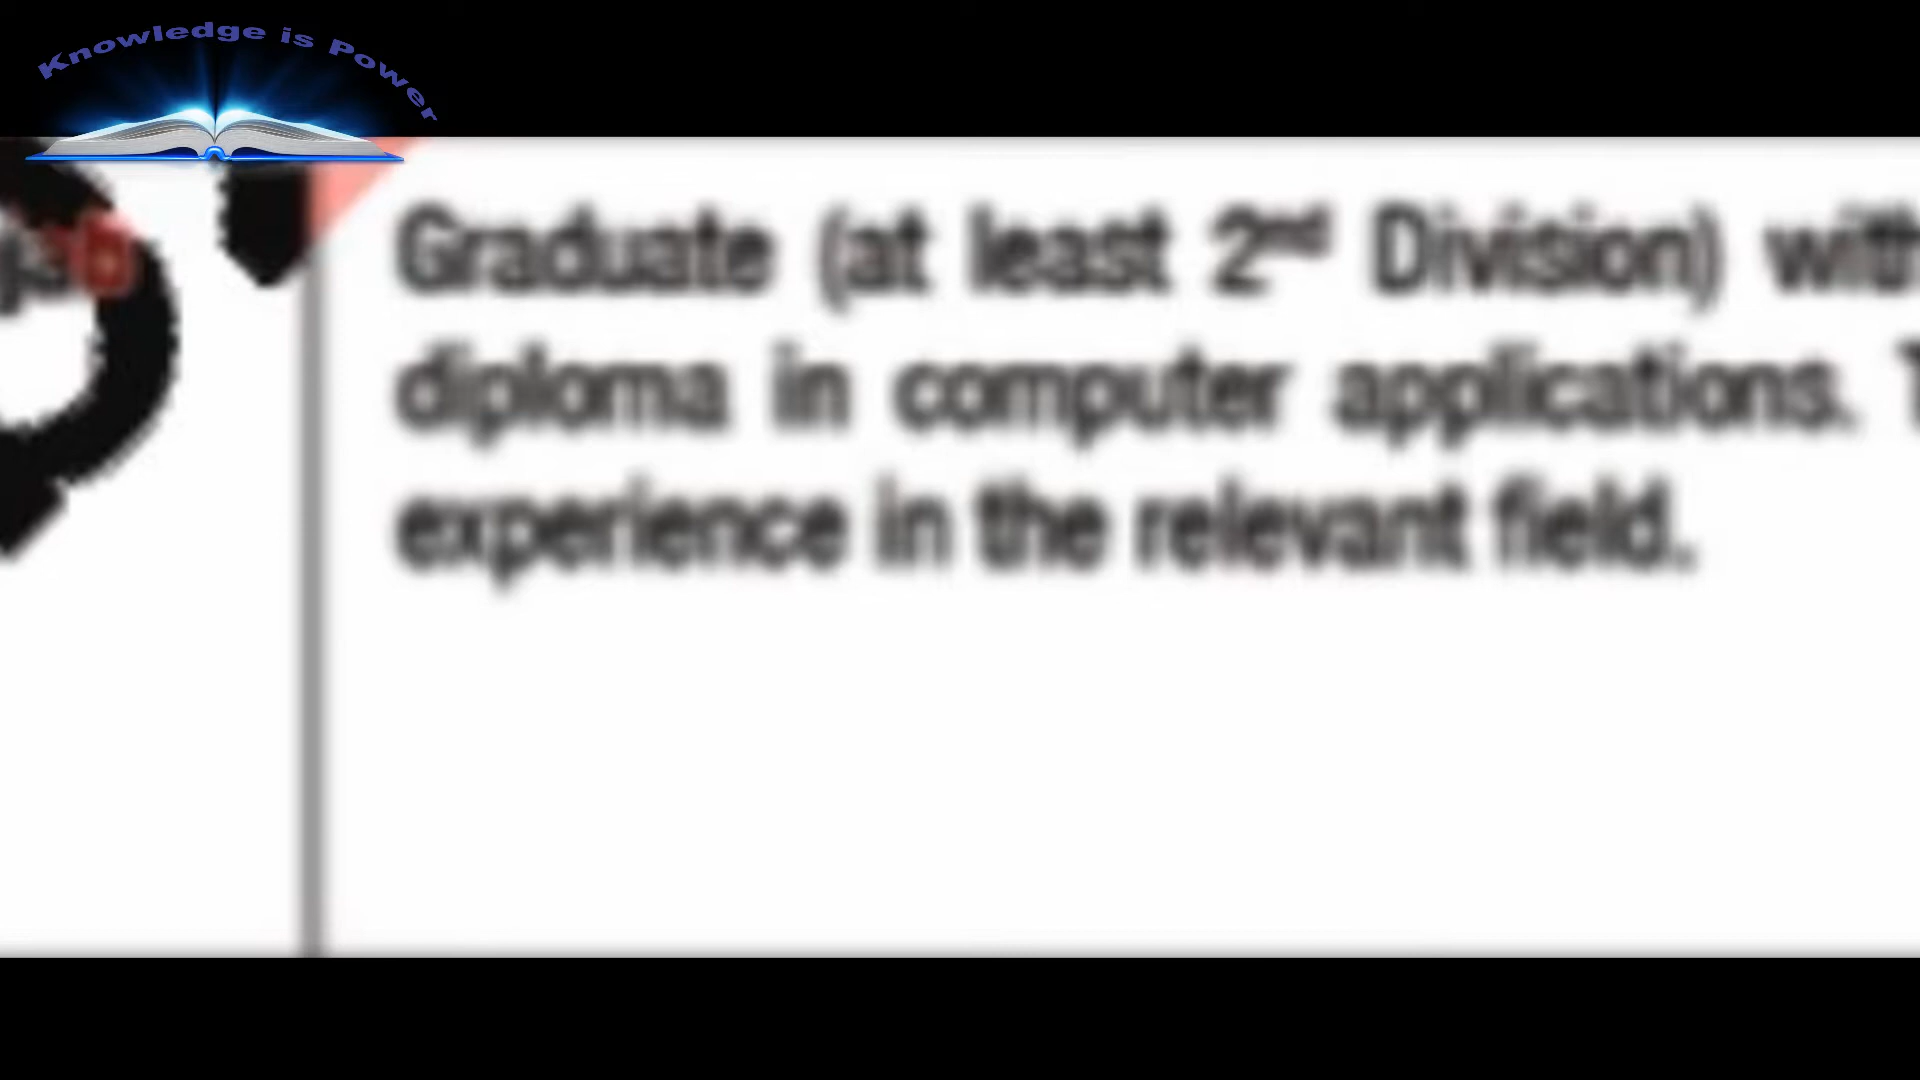 Knowledge is Power
Graduate (at least 2nd Division) with
diploma in computer applications.
experience in the relevant field.